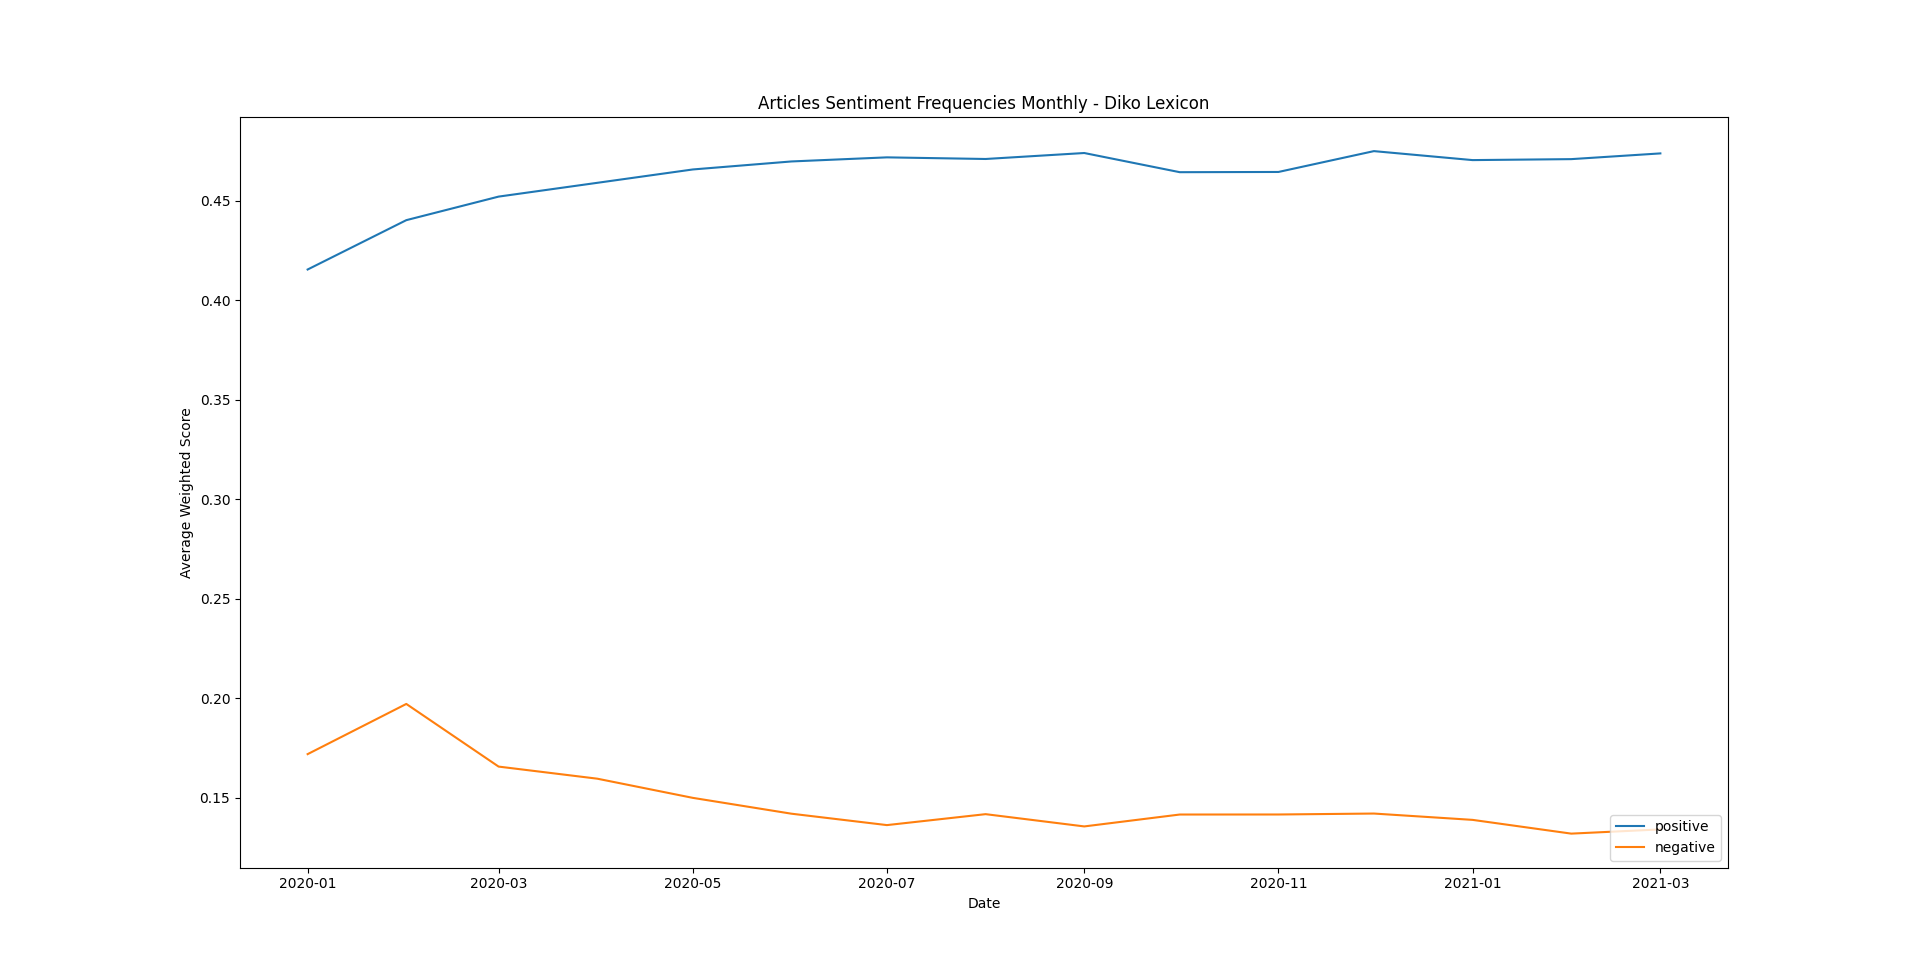 Articles Sentiment Frequencies Monthly - Diko Lexicon
Average Weighted Score
0.45
0.40
0.35
0.30
0.25
0.20
0.15
positive
negative
2020-01 2020-03 2020-05 2020-07 2020-09 2020-11 2021-01 2021-03
Date